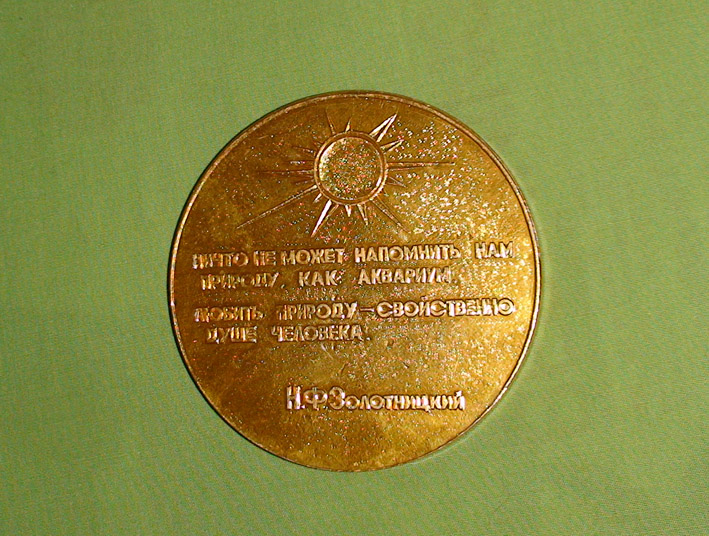 НИЧТО НЕ МОЖЕТ НАПОМНИТЬ НАМ
ПРИРОДУ, КАК АКВАРИУМ.
ЛЮБИТЬ ПРИРОДУ — СВОЙСТВЕННО
ДУШЕ ЧЕЛОВЕКА.
Н.Ф.Золотницкий